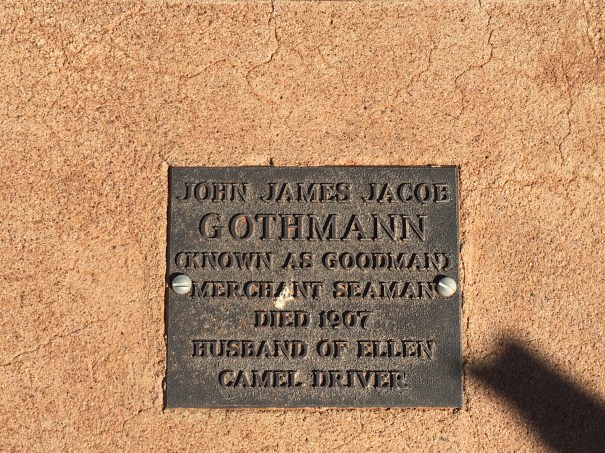 JOHN JAMES JACOB
GOTHMANN
(KNOWN AS GOODMAN)
MERCHANT SEAMAN
DIED 1907
HUSBAND OF ELLEN
CAMEL DRIVER